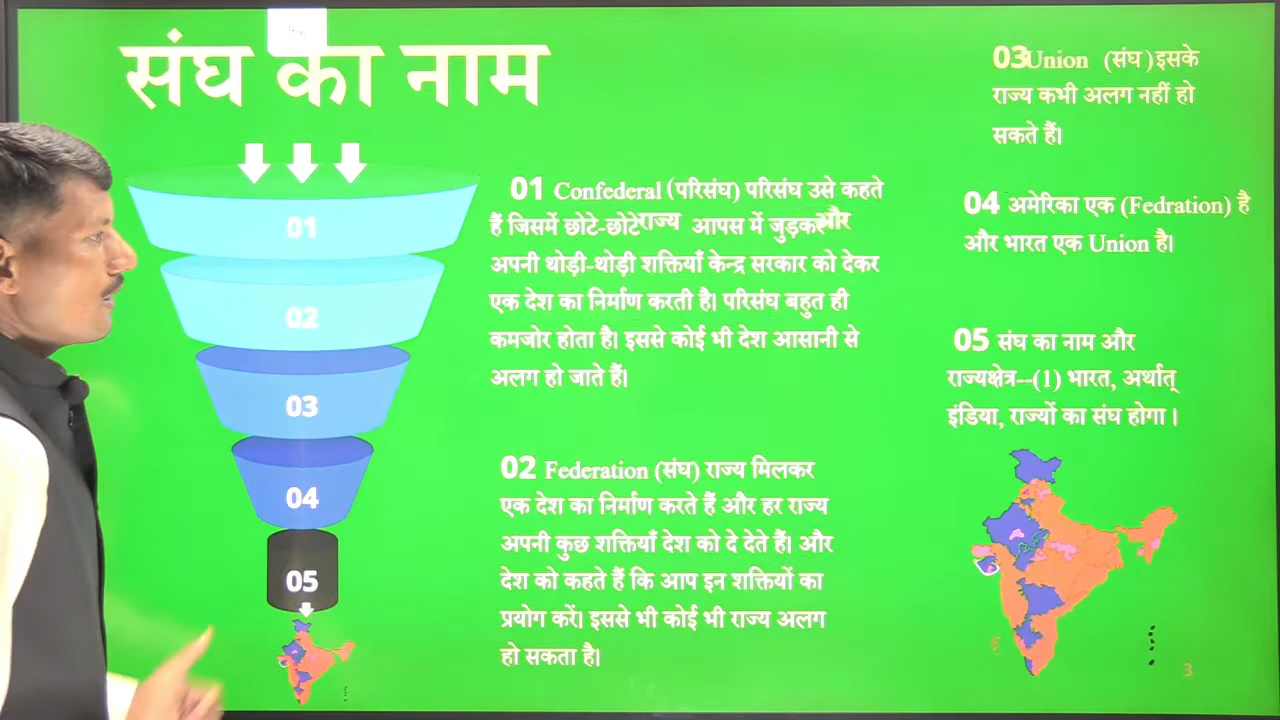 संघ का नाम
01
02
03
04
05
01 Confederal (परिसंघ) परिसंघ उसे कहते
हैं जिसमें छोटे-छोटे राज्य आपस में जुड़कर और
अपनी थोड़ी-थोड़ी शक्तियाँ केन्द्र सरकार को देकर
एक देश का निर्माण करती है। परिसंघ बहुत ही
कमजोर होता है। इससे कोई भी देश आसानी से
अलग हो जाते हैं।
02 Federation (संघ) राज्य मिलकर
एक देश का निर्माण करते हैं और हर राज्य
अपनी कुछ शक्तियाँ देश को दे देते हैं। और
देश को कहते हैं कि आप इन शक्तियों का
प्रयोग करें। इससे भी कोई भी राज्य अलग
हो सकता है।
03 Union (संघ) इसके
राज्य कभी अलग नहीं हो
सकते हैं।
04 अमेरिका एक (Fedration) है
और भारत एक Union है।
05 संघ का नाम और
राज्यक्षेत्र--(1) भारत, अर्थात्
इंडिया, राज्यों का संघ होगा।
3